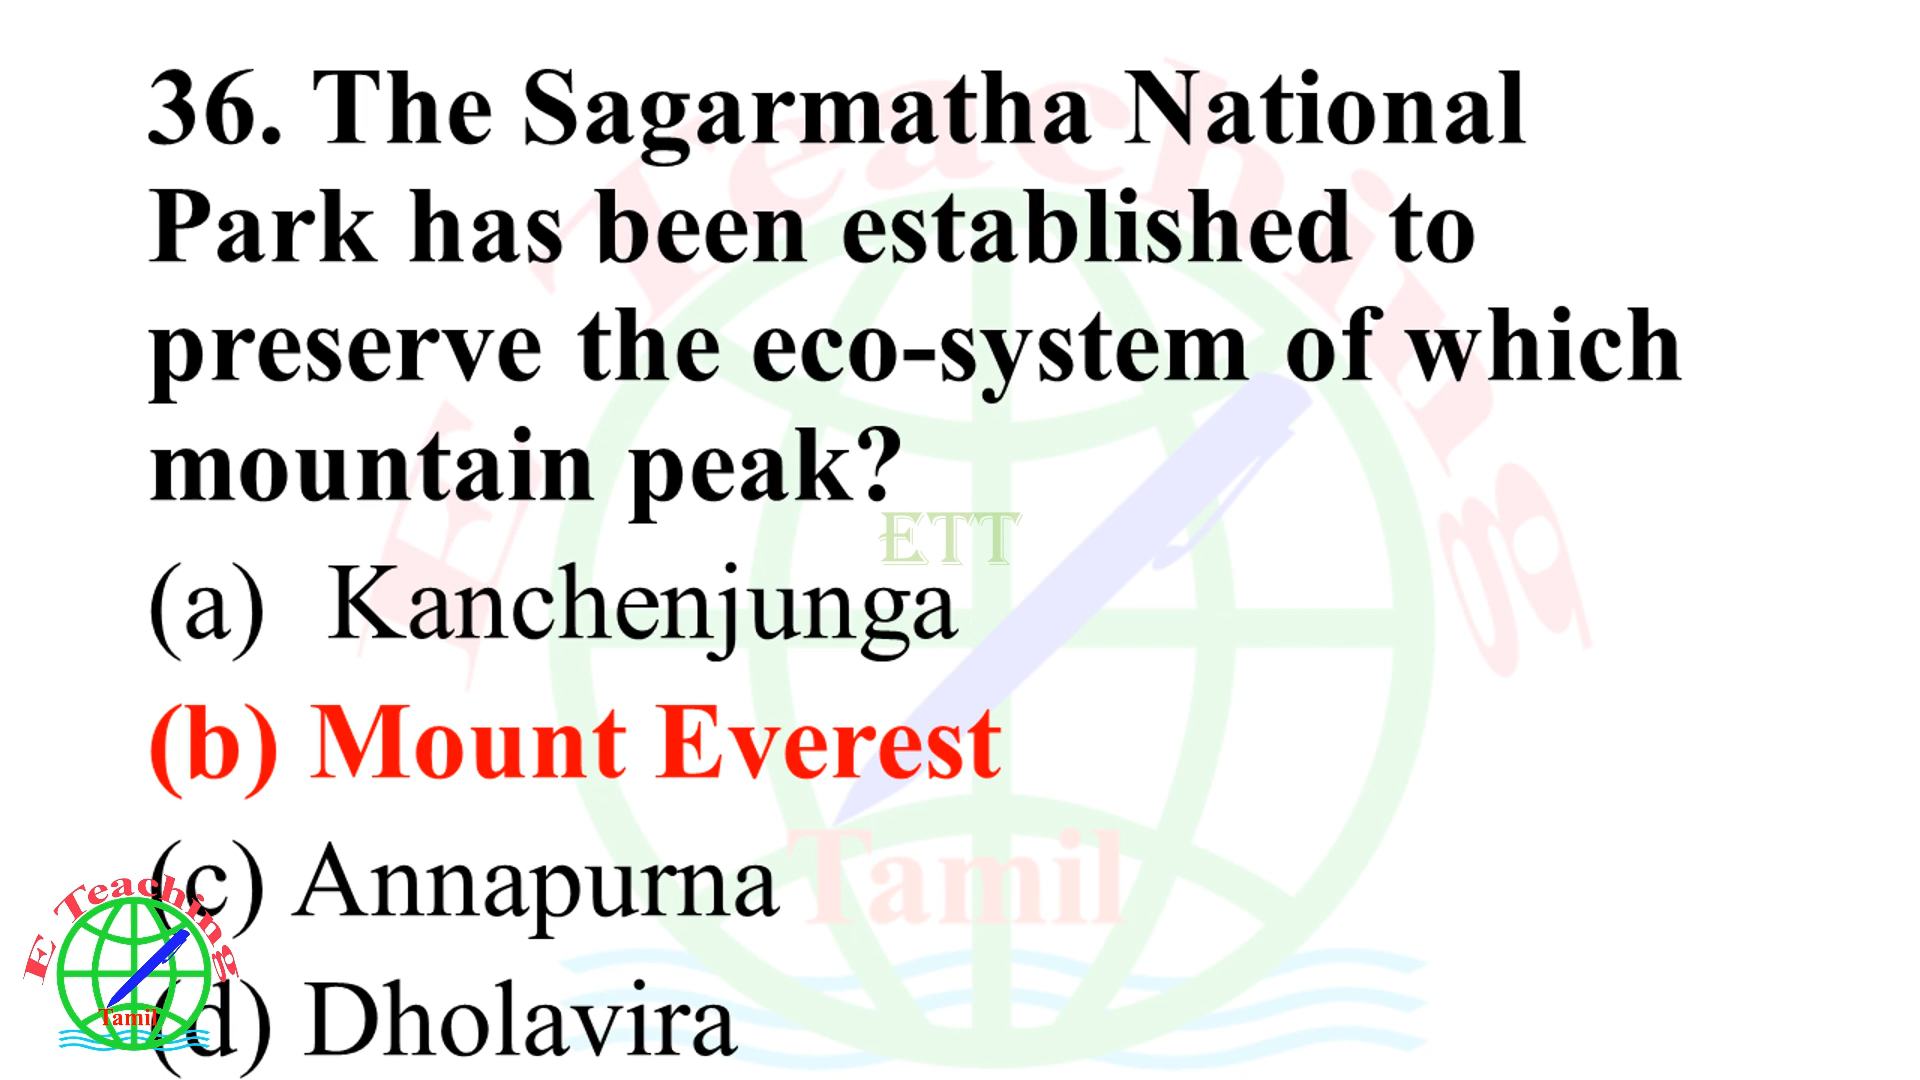 36. The Sagarmatha National
Park has been established to
preserve the eco-system of which
mountain peak?
ETT
(a) Kanchenjunga
(b) Mount Everest
(c) Annapurna
(d) Dholavira
E Teaching
Tamil
E Teaching
Tamil